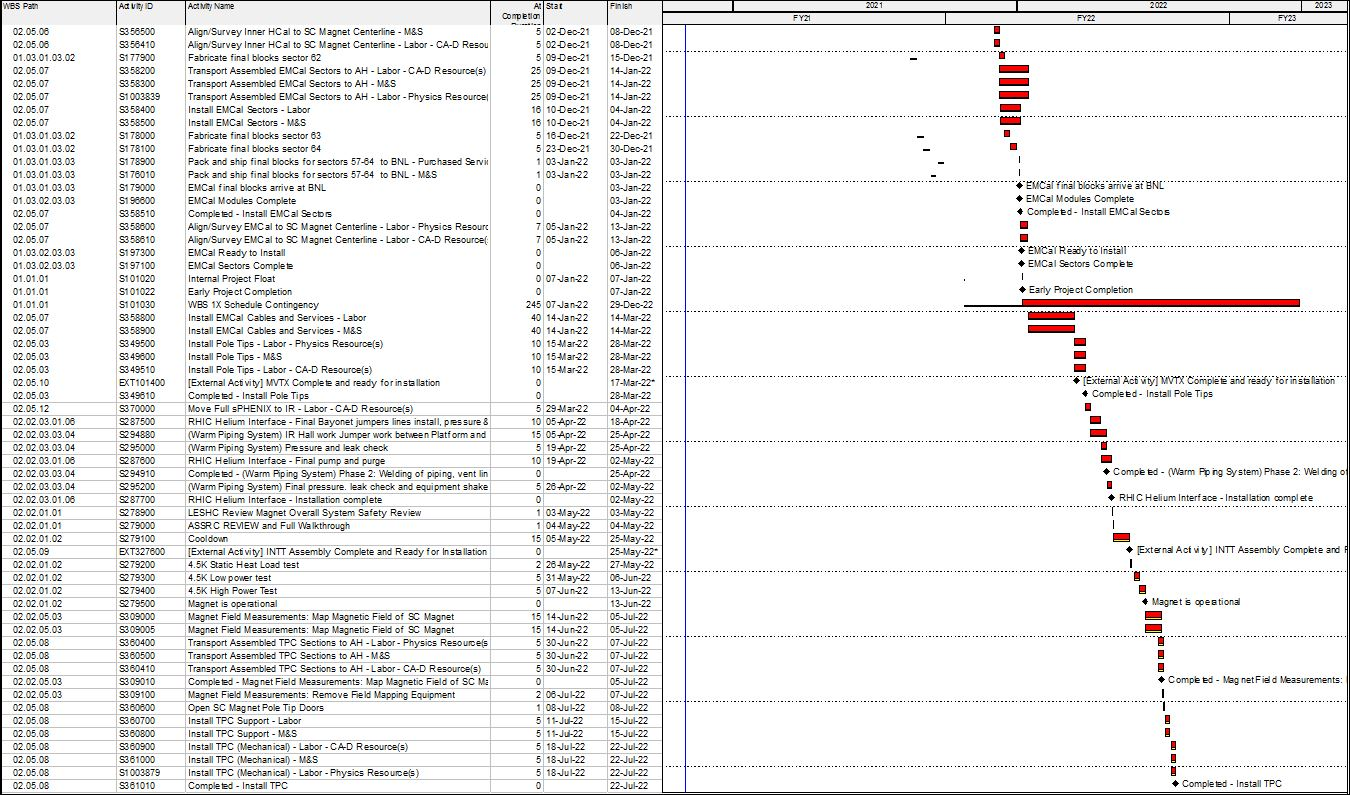 WBS Path Activity ID Activity Name At Completion Duration Start Finish 2021 2022 2023
FY21 FY22 FY23
02.05.06 S356500 Align/Survey Inner HCal to SC Magnet Centerline - M&S 5 02-Dec-21 08-Dec-21
02.05.06 S356410 Align/Survey Inner HCal to SC Magnet Centerline - Labor - CA-D Resou 5 02-Dec-21 08-Dec-21
01.03.01.03.02 S177900 Fabricate final blocks sector 62 5 09-Dec-21 15-Dec-21
02.05.07 S358200 Transport Assembled EMCal Sectors to AH - Labor - CA-D Resource(s) 25 09-Dec-21 14-Jan-22
02.05.07 S358300 Transport Assembled EMCal Sectors to AH - M&S 25 09-Dec-21 14-Jan-22
02.05.07 S1003839 Transport Assembled EMCal Sectors to AH - Labor - Physics Resource( 25 09-Dec-21 14-Jan-22
02.05.07 S358400 Install EMCal Sectors - Labor 16 10-Dec-21 04-Jan-22
02.05.07 S358500 Install EMCal Sectors - M&S 16 10-Dec-21 04-Jan-22
01.03.01.03.02 S178000 Fabricate final blocks sector 63 5 16-Dec-21 22-Dec-21
01.03.01.03.02 S178100 Fabricate final blocks sector 64 5 23-Dec-21 30-Dec-21
01.03.01.03.03 S178900 Pack and ship final blocks for sectors 57-64 to BNL - Purchased Servic 1 03-Jan-22 03-Jan-22
01.03.01.03.03 S176010 Pack and ship final blocks for sectors 57-64 to BNL - M&S 1 03-Jan-22 03-Jan-22
01.03.01.03.03 S179000 EMCal final blocks arrive at BNL 0 03-Jan-22 EMCal final blocks arrive at BNL
01.03.02.03.03 S196600 EMCal Modules Complete 0 03-Jan-22 EMCal Modules Complete
02.05.07 S358510 Completed - Install EMCal Sectors 0 04-Jan-22 Completed - Install EMCal Sectors
02.05.07 S358600 Align/Survey EMCal to SC Magnet Centerline - Labor - Physics Resourc 7 05-Jan-22 13-Jan-22
02.05.07 S358610 Align/Survey EMCal to SC Magnet Centerline - Labor - CA-D Resource( 7 05-Jan-22 13-Jan-22
01.03.02.03.03 S197300 EMCal Ready to Install 0 06-Jan-22 EMCal Ready to Install
01.03.02.03.03 S197100 EMCal Sectors Complete 0 06-Jan-22 EMCal Sectors Complete
01.01.01 S101020 Internal Project Float 0 07-Jan-22 07-Jan-22
01.01.01 S101022 Early Project Completion 0 07-Jan-22 Early Project Completion
01.01.01 S101030 WBS 1X Schedule Contingency 245 07-Jan-22 29-Dec-22
02.05.07 S358800 Install EMCal Cables and Services - Labor 40 14-Jan-22 14-Mar-22
02.05.07 S358900 Install EMCal Cables and Services - M&S 40 14-Jan-22 14-Mar-22
02.05.03 S349500 Install Pole Tips - Labor - Physics Resource(s) 10 15-Mar-22 28-Mar-22
02.05.03 S349600 Install Pole Tips - M&S 10 15-Mar-22 28-Mar-22
02.05.03 S349510 Install Pole Tips - Labor - CA-D Resource(s) 10 15-Mar-22 28-Mar-22
02.05.10 EXT101400 [External Activity] MVTX Complete and ready for installation 0 17-Mar-22* [External Activity] MVTX Complete and ready for installation
02.05.03 S349610 Completed - Install Pole Tips 0 28-Mar-22 Completed - Install Pole Tips
02.05.12 S370000 Move Full sPHENIX to IR - Labor - CA-D Resource(s) 5 29-Mar-22 04-Apr-22
02.02.03.01.06 S287500 RHIC Helium Interface - Final Bayonet jumpers lines install, pressure & 10 05-Apr-22 18-Apr-22
02.02.03.03.04 S294880 (Warm Piping System) IR Hall work Jumper work between Platform and 15 05-Apr-22 25-Apr-22
02.02.03.03.04 S295000 (Warm Piping System) Pressure and leak check 5 19-Apr-22 25-Apr-22
02.02.03.01.06 S287600 RHIC Helium Interface - Final pump and purge 10 19-Apr-22 02-May-22
02.02.03.03.04 S294910 Completed - (Warm Piping System) Phase 2: Welding of piping, vent lin 0 25-Apr-22 Completed - (Warm Piping System) Phase 2: Welding of
02.02.03.03.04 S295200 (Warm Piping System) Final pressure. leak check and equipment shake 5 26-Apr-22 02-May-22
02.02.03.01.06 S287700 RHIC Helium Interface - Installation complete 0 02-May-22 RHIC Helium Interface - Installation complete
02.02.01.01 S278900 LESHC Review Magnet Overall System Safety Review 1 03-May-22 03-May-22
02.02.01.01 S279000 ASSRC REVIEW and Full Walkthrough 1 04-May-22 04-May-22
02.02.01.01 S279100 Cooldown 15 05-May-22 25-May-22
02.05.09 EXT327600 [External Activity] INTT Assembly Complete and Ready for Installation 0 25-May-22* [External Activity] INTT Assembly Complete and R
02.02.01.02 S279200 4.5K Static Heat Load test 2 26-May-22 27-May-22
02.02.01.02 S279300 4.5K Low power test 5 31-May-22 06-Jun-22
02.02.01.02 S279400 4.5K High Power Test 5 07-Jun-22 13-Jun-22
02.02.01.02 S279500 Magnet is operational 0 13-Jun-22 Magnet is operational
02.02.05.03 S309000 Magnet Field Measurements: Map Magnetic Field of SC Magnet 15 14-Jun-22 05-Jul-22
02.02.05.03 S309005 Magnet Field Measurements: Map Magnetic Field of SC Magnet 15 14-Jun-22 05-Jul-22
02.05.08 S360400 Transport Assembled TPC Sections to AH - Labor - Physics Resource(s 5 30-Jun-22 07-Jul-22
02.05.08 S360500 Transport Assembled TPC Sections to AH - M&S 5 30-Jun-22 07-Jul-22
02.05.08 S360410 Transport Assembled TPC Sections to AH - Labor - CA-D Resource(s) 5 30-Jun-22 07-Jul-22
02.02.05.03 S309010 Completed - Magnet Field Measurements: Map Magnetic Field of SC Ma 0 05-Jul-22 Completed - Magnet Field Measurements:
02.02.05.03 S309100 Magnet Field Measurements: Remove Field Mapping Equipment 2 06-Jul-22 07-Jul-22
02.05.08 S360600 Open SC Magnet Pole Tip Doors 1 08-Jul-22 08-Jul-22
02.05.08 S360700 Install TPC Support - Labor 5 11-Jul-22 15-Jul-22
02.05.08 S360800 Install TPC Support - M&S 5 11-Jul-22 15-Jul-22
02.05.08 S360900 Install TPC (Mechanical) - Labor - CA-D Resource(s) 5 18-Jul-22 22-Jul-22
02.05.08 S361000 Install TPC (Mechanical) - M&S 5 18-Jul-22 22-Jul-22
02.05.08 S1003879 Install TPC (Mechanical) - Labor - Physics Resource(s) 5 18-Jul-22 22-Jul-22
02.05.08 S361010 Completed - Install TPC 0 22-Jul-22 Completed - Install TPC